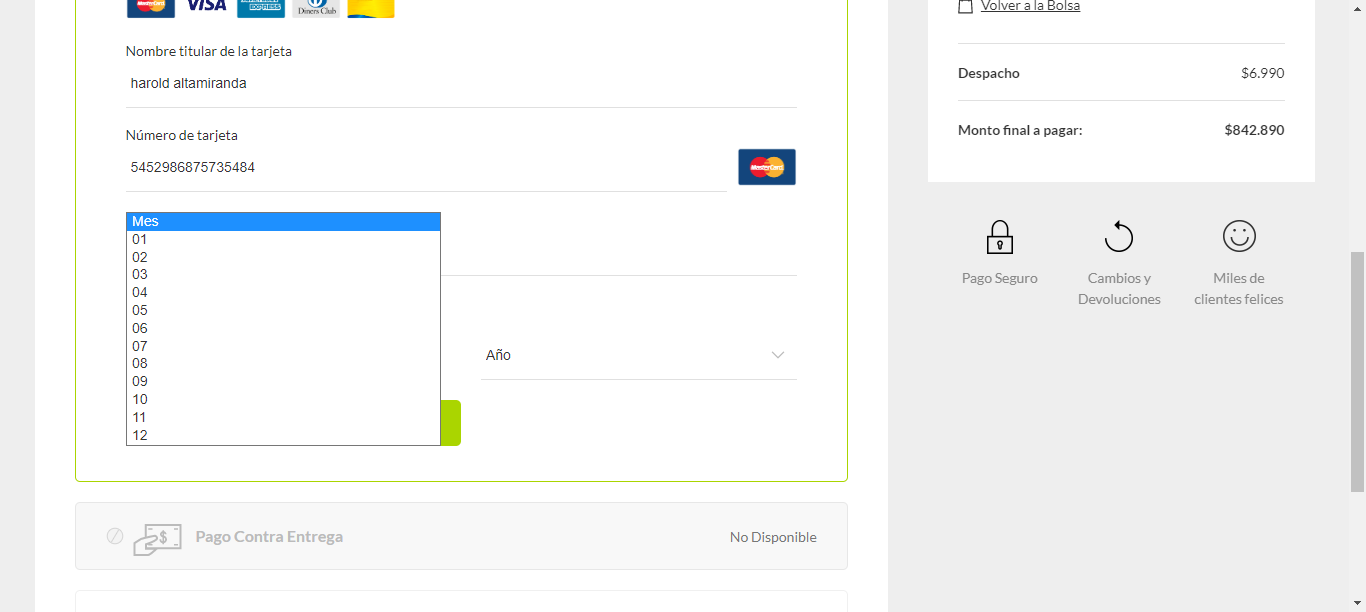 MasterCard
VISA
AMERICAN EXPRESS
Diners Club
Volver a la Bolsa
Nombre titular de la tarjeta
harold altamiranda
Despacho
$6.990
Número de tarjeta
5452986875735484
MasterCard
Monto final a pagar:
$842.890
Mes
01
02
03
04
05
06
07
08
09
10
11
12
Año
Pago Seguro
Cambios y
Devoluciones
Miles de
clientes felices
$
Pago Contra Entrega
No Disponible